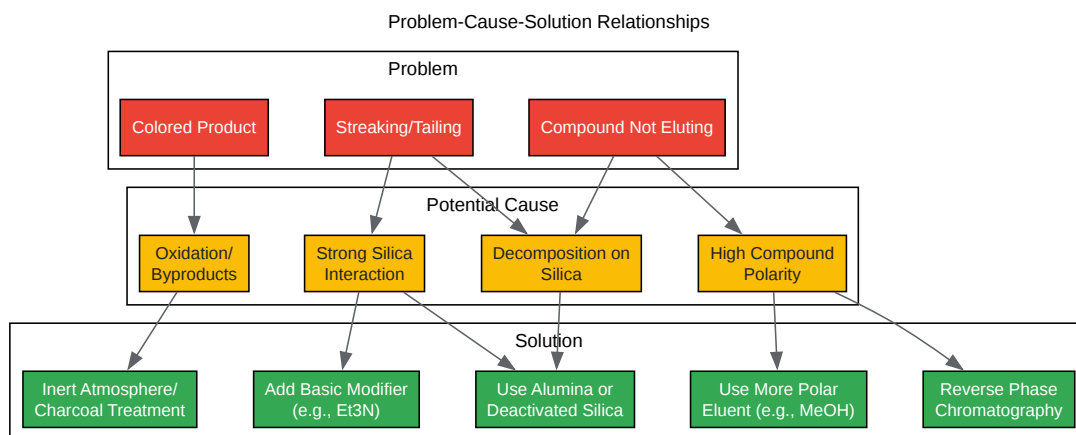 Problem-Cause-Solution Relationships
Problem
Colored Product
Streaking/Tailing
Compound Not Eluting
Potential Cause
Oxidation/
Byproducts
Strong Silica
Interaction
Decomposition on
Silica
High Compound
Polarity
Solution
Inert Atmosphere/
Charcoal Treatment
Add Basic Modifier
(e.g., Et3N)
Use Alumina or
Deactivated Silica
Use More Polar
Eluent (e.g., MeOH)
Reverse Phase
Chromatography